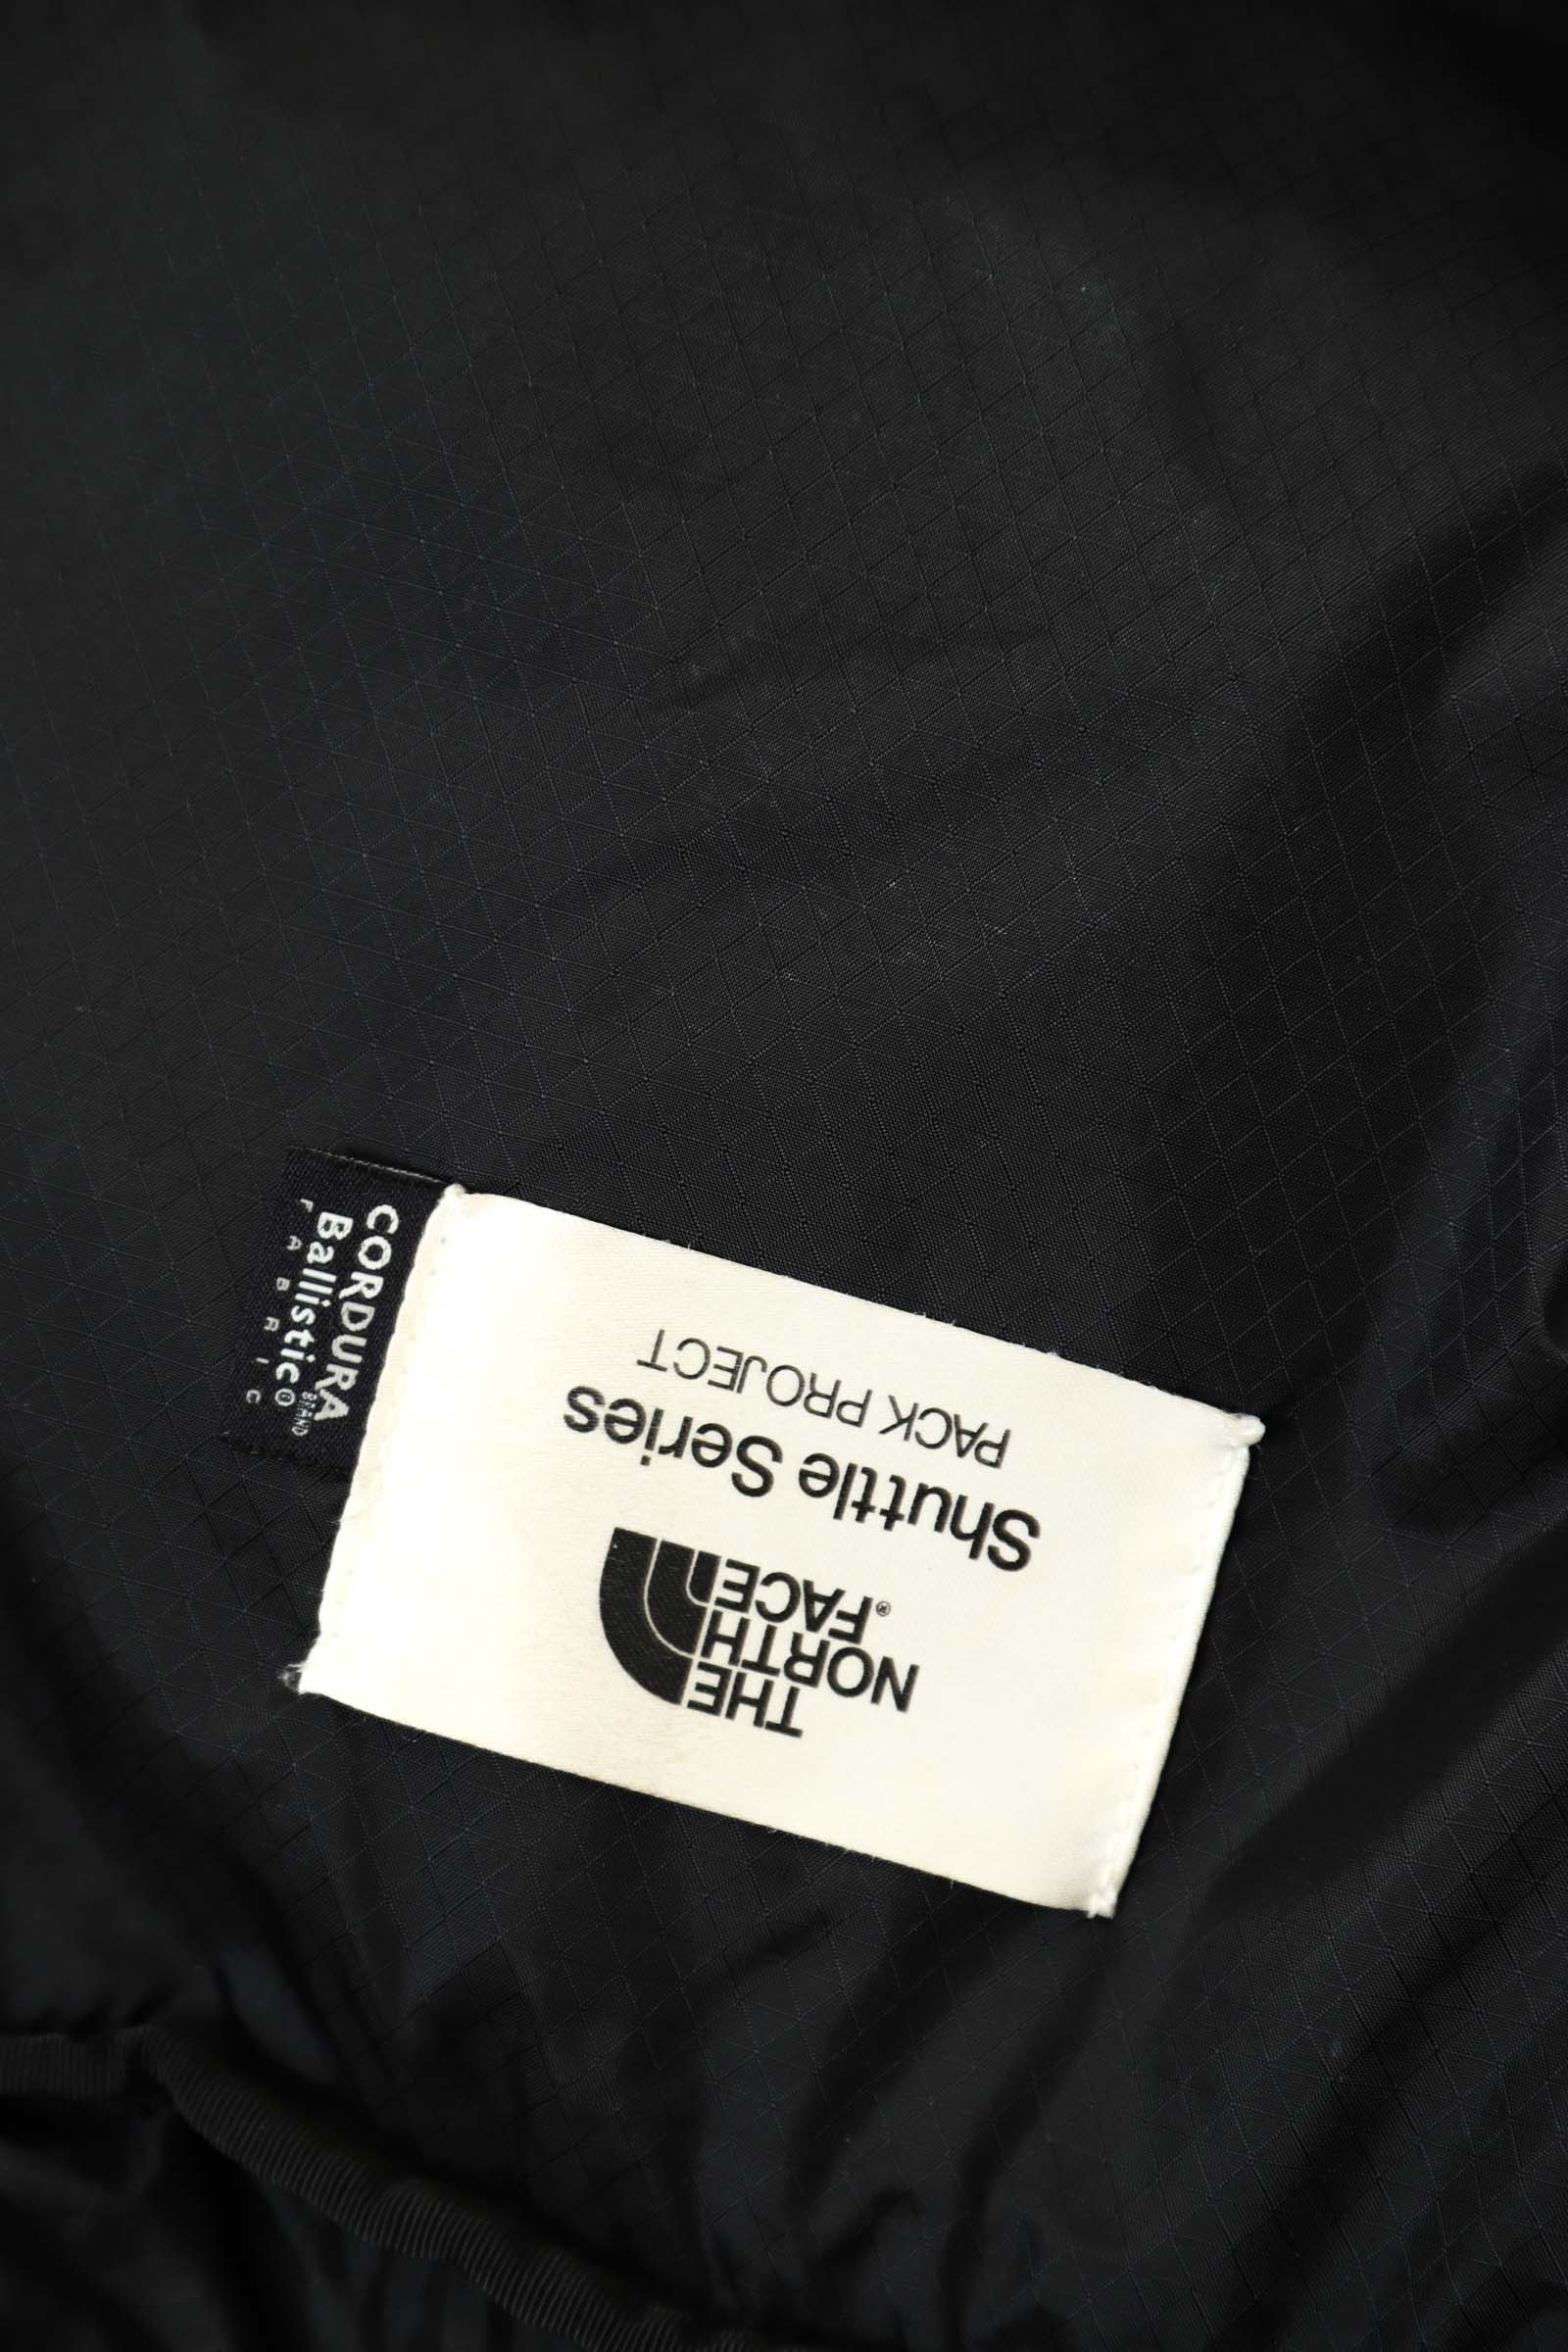 THE
NORTH
FACE®
Shuttle Series
PACK PROJECT
CORDURA
BRAND
Ballistic®
FABRIC